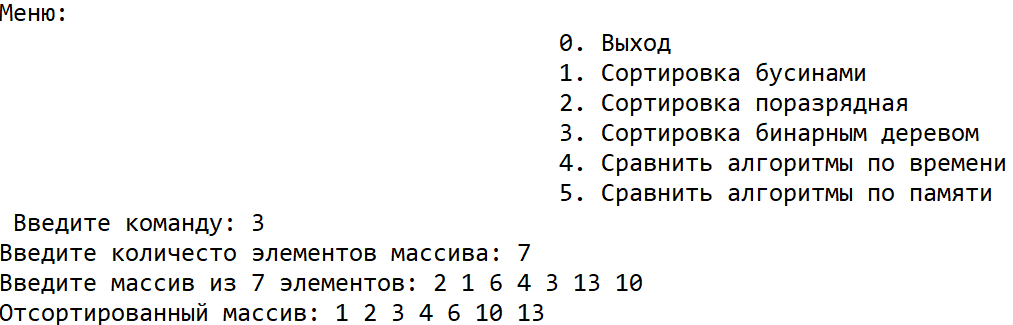 Меню:
0. Выход
1. Сортировка бусинами
2. Сортировка поразрядная
3. Сортировка бинарным деревом
4. Сравнить алгоритмы по времени
5. Сравнить алгоритмы по памяти
Введите команду: 3
Введите количесто элементов массива: 7
Введите массив из 7 элементов: 2 1 6 4 3 13 10
Отсортированный массив: 1 2 3 4 6 10 13